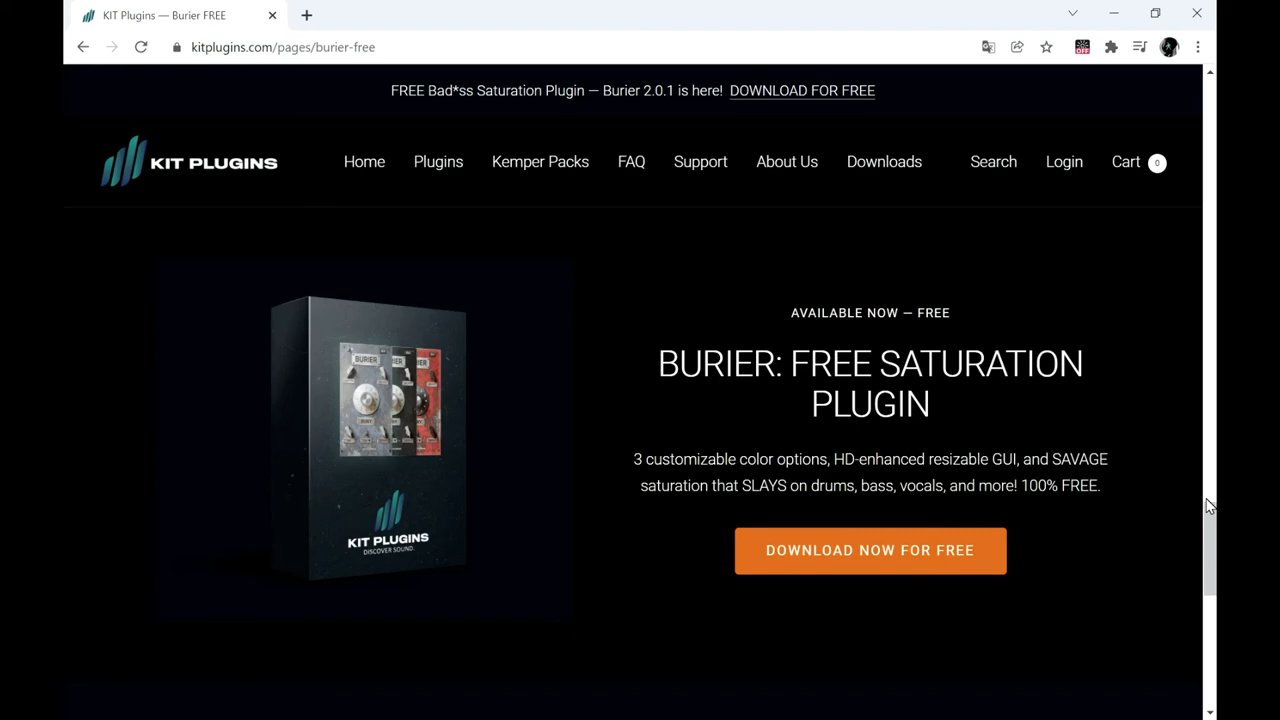 KIT Plugins — Burier FREE
kitplugins.com/pages/burier-free
OFF
FREE Bad*ss Saturation Plugin — Burier 2.0.1 is here! DOWNLOAD FOR FREE
KIT PLUGINS
Home Plugins Kemper Packs FAQ Support About Us Downloads Search Login Cart 0
AVAILABLE NOW — FREE
BURIER: FREE SATURATION
PLUGIN
3 customizable color options, HD-enhanced resizable GUI, and SAVAGE
saturation that SLAYS on drums, bass, vocals, and more! 100% FREE.
DOWNLOAD NOW FOR FREE
BURIER
BURY
KIT PLUGINS
DISCOVER SOUND.